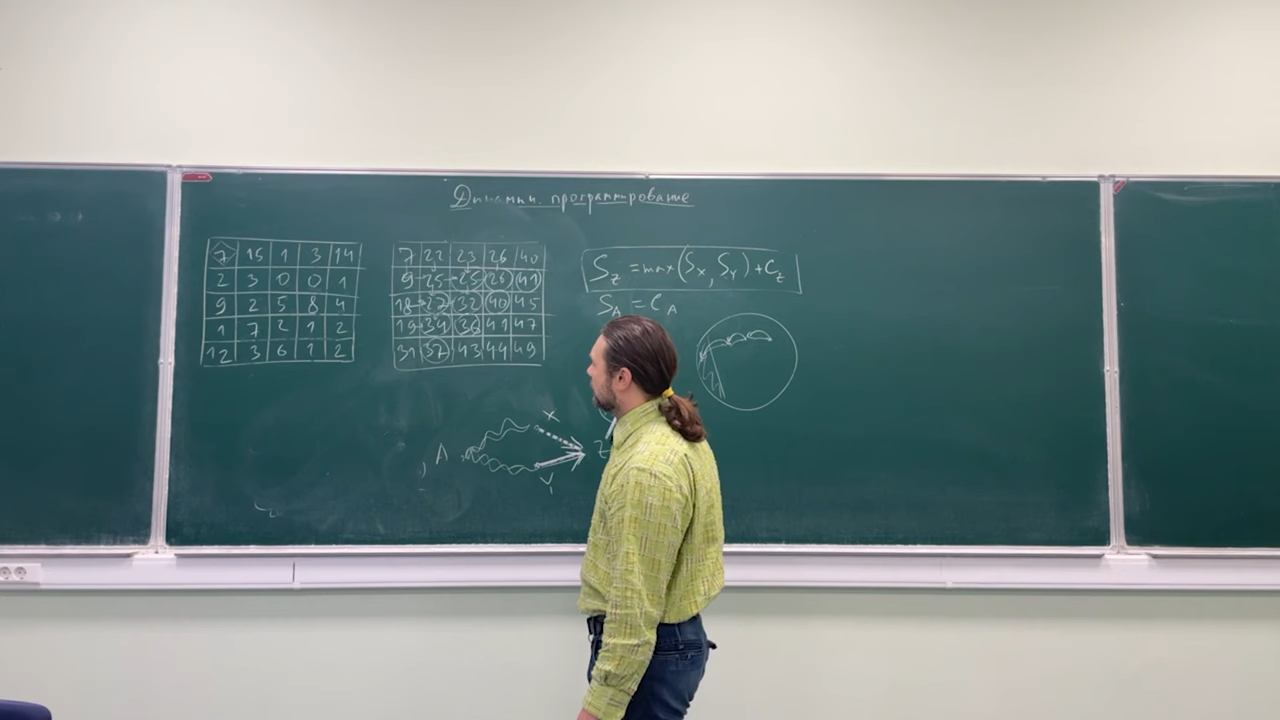 Динамич. программирование
7 15 1 3 14
2 3 0 0 1
9 2 5 8 4
1 7 2 1 2
12 3 6 1 2
7 22 23 26 40
9 25 25 26 41
18 27 32 40 45
19 34 36 41 47
31 37 43 44 49
S_Z = max(S_X, S_Y) + C_Z
S_A = C_A
X
A
Z
Y